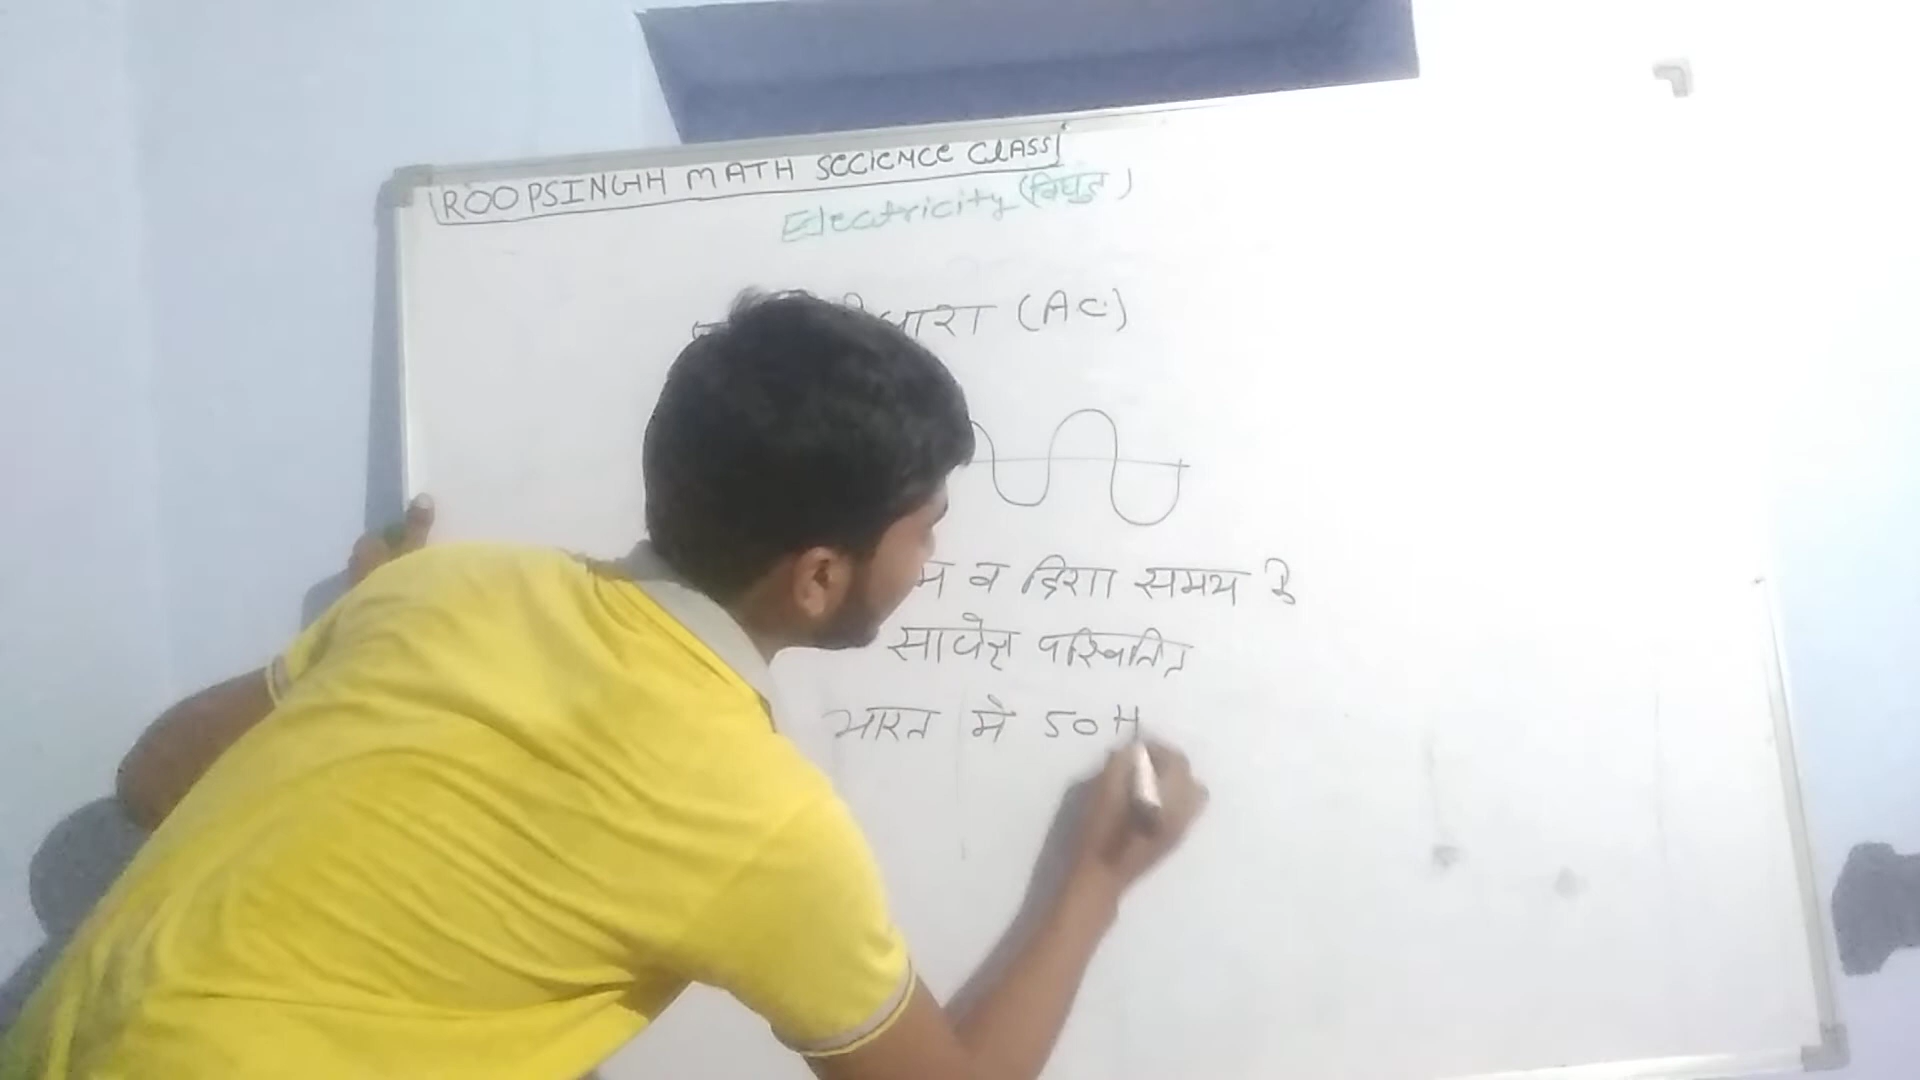 ROOPSINGH MATH SCCIENCE CLASS
Electricity (विधुत)
धारा (AC)
व दिशा समय के
सापेक्ष परिवर्तित
भारत मे 50 H